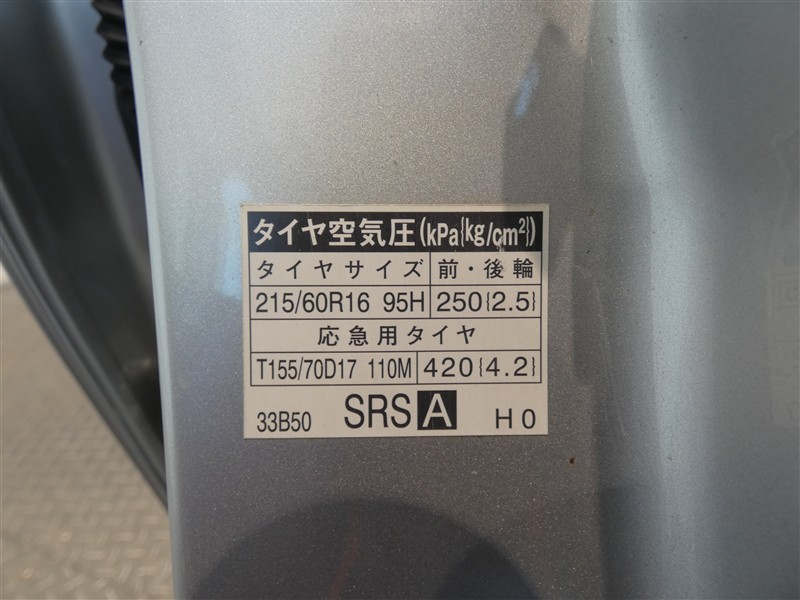 タイヤ空気圧(kPa{kg/cm²})
タイヤサイズ 前・後輪
215/60R16 95H 250{2.5}
応急用タイヤ
T155/70D17 110M 420{4.2}
33B50 SRS A H0